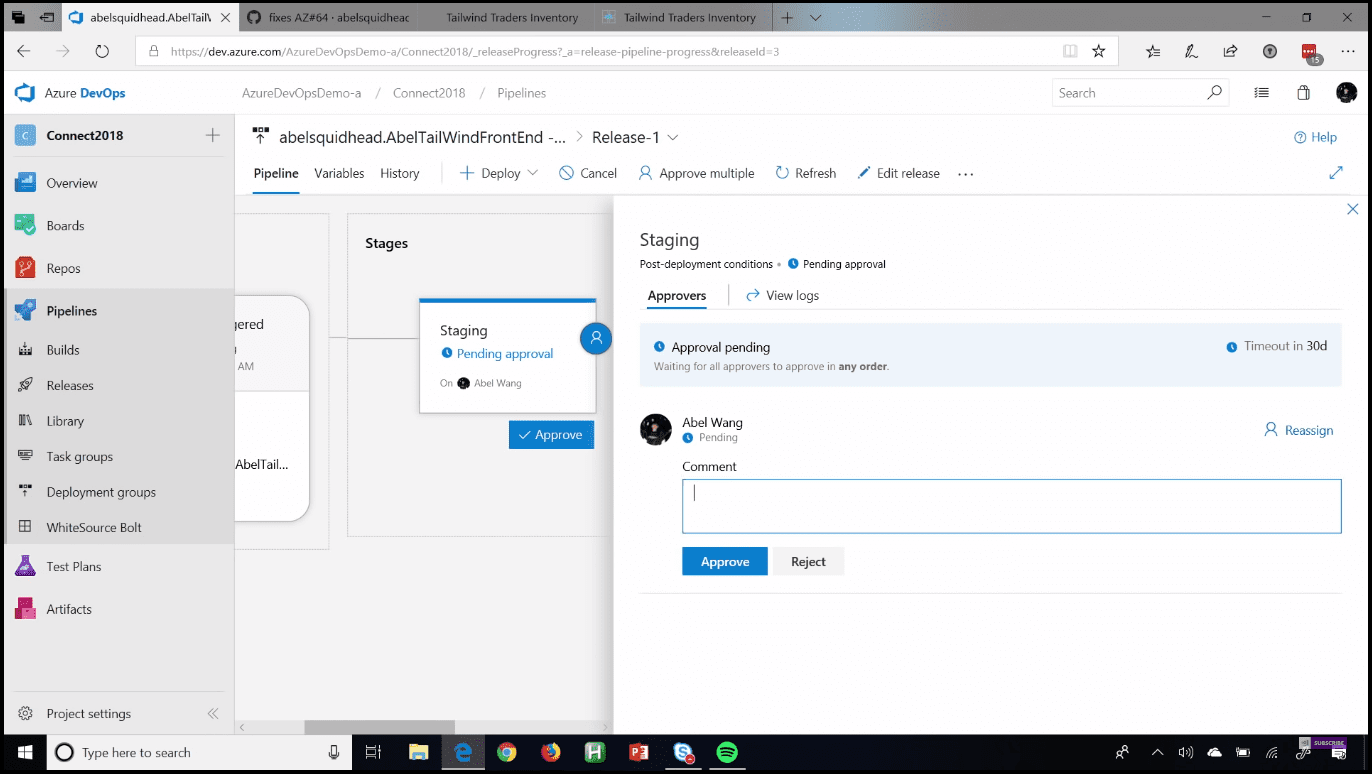 abelsquidhead.AbelTailW
fixes AZ#64 · abelsquidheac
Tailwind Traders Inventory
Tailwind Traders Inventory
https://dev.azure.com/AzureDevOpsDemo-a/Connect2018/_releaseProgress?_a=release-pipeline-progress&releaseId=3
15
Azure DevOps
AzureDevOpsDemo-a / Connect2018 / Pipelines
Search
C Connect2018
abelsquidhead.AbelTailWindFrontEnd -... > Release-1
Help
Pipeline Variables History Deploy Cancel Approve multiple Refresh Edit release ...
Overview
Boards
Repos
Pipelines
Builds
Releases
Library
Task groups
Deployment groups
WhiteSource Bolt
Test Plans
Artifacts
Project settings
gered
AM
AbelTail...
Stages
Staging
Pending approval
On Abel Wang
Approve
Staging
Post-deployment conditions • Pending approval
Approvers View logs
Approval pending
Timeout in 30d
Waiting for all approvers to approve in any order.
Abel Wang
Pending
Reassign
Comment
Approve Reject
Type here to search
SUBSCRIBE